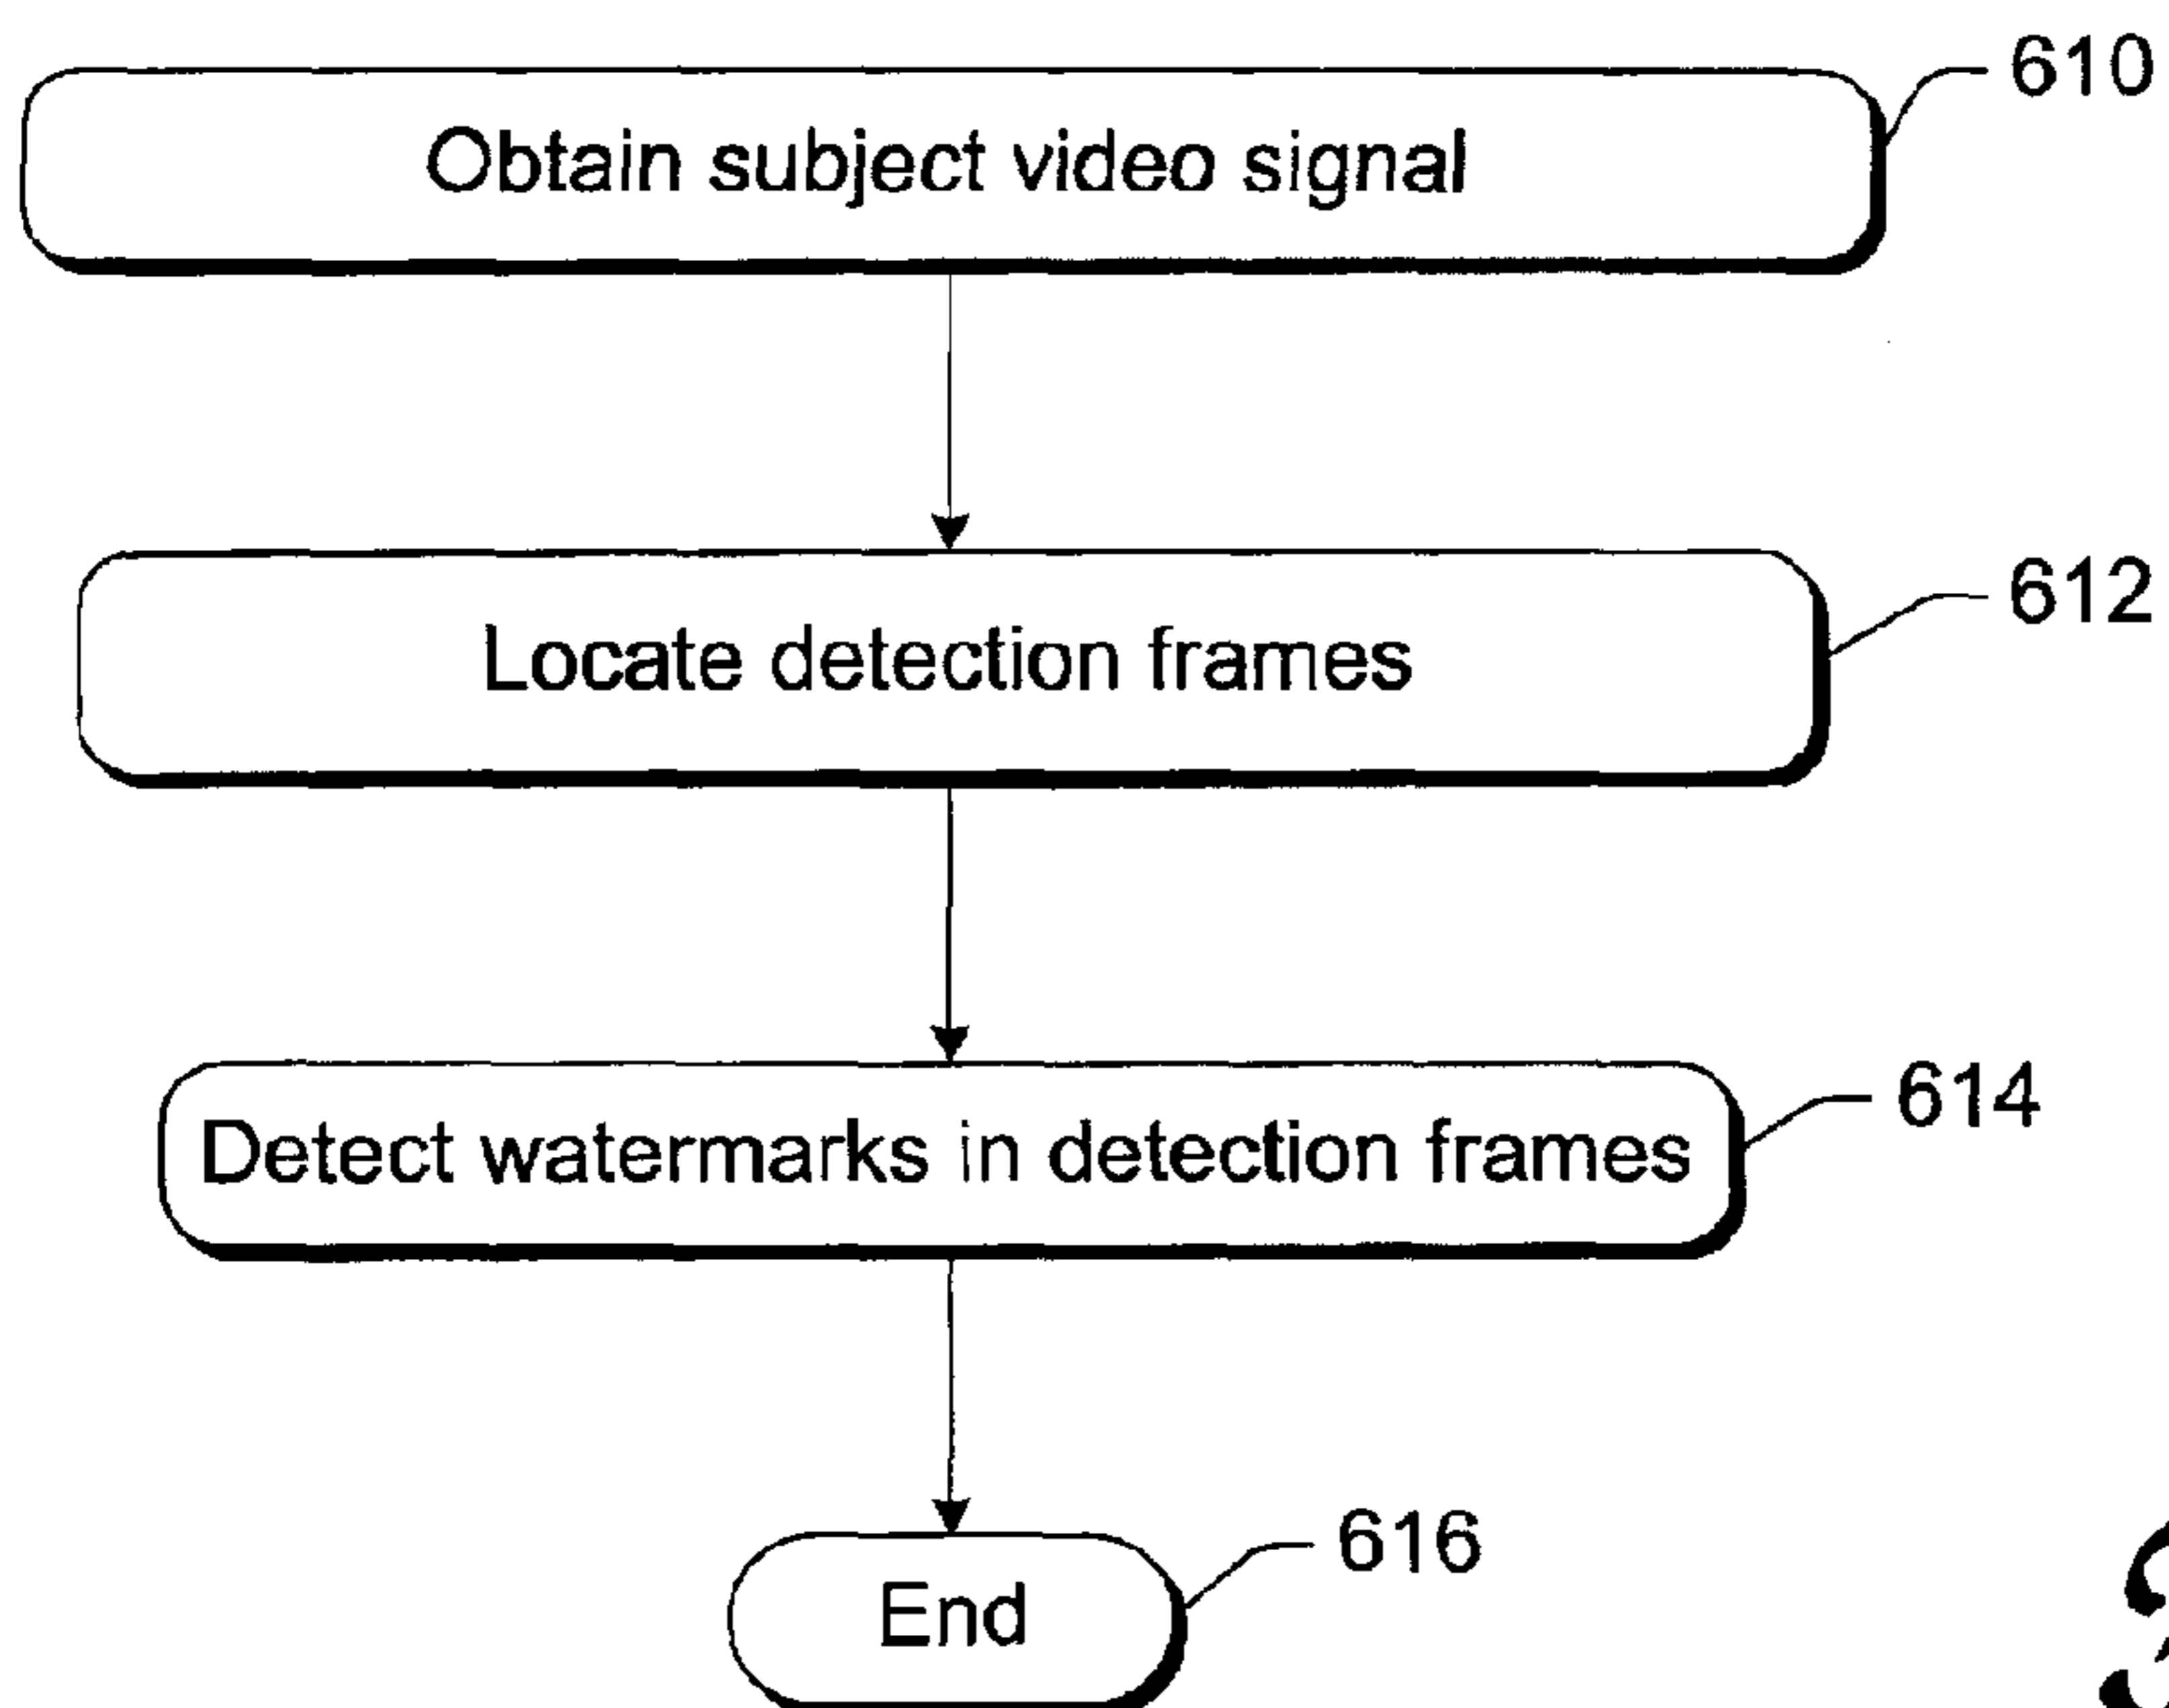 610
Obtain subject video signal
612
Locate detection frames
614
Detect watermarks in detection frames
616
End